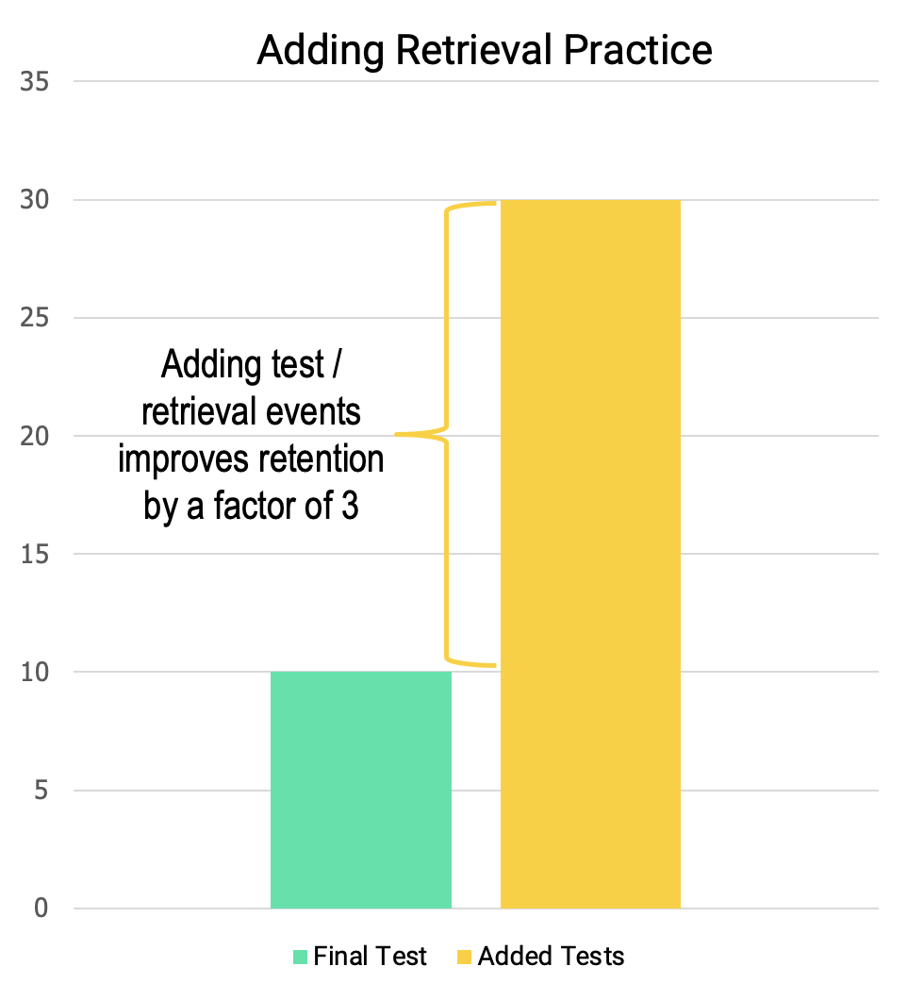 Adding Retrieval Practice
35
30
25
20
15
10
5
0
Adding test /
retrieval events
improves retention
by a factor of 3
Final Test
Added Tests